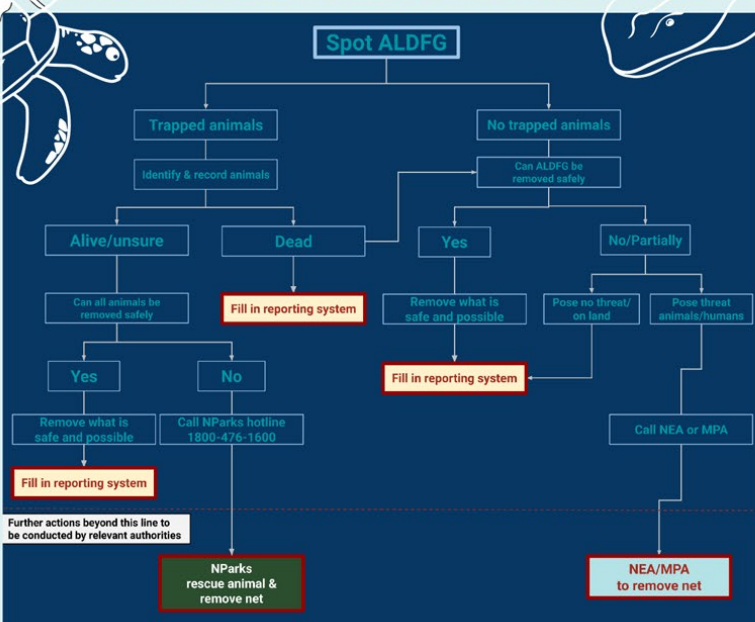 Spot ALDFG
Trapped animals
No trapped animals
Identify & record animals
Can ALDFG be
removed safely
Alive/unsure
Dead
Yes
No/Partially
Can all animals be
removed safely
Fill in reporting system
Remove what is
safe and possible
Pose no threat/
on land
Pose threat
animals/humans
Yes
No
Fill in reporting system
Remove what is
safe and possible
Call NParks hotline
1800-476-1600
Call NEA or MPA
Fill in reporting system
Further actions beyond this line to
be conducted by relevant authorities
NParks
rescue animal &
remove net
NEA/MPA
to remove net